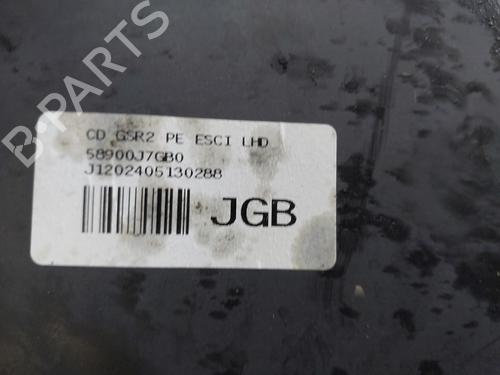 B-PARTS
CD GSR2 PE ESCI LHD
58900J7GB0
J1202405130288
JGB